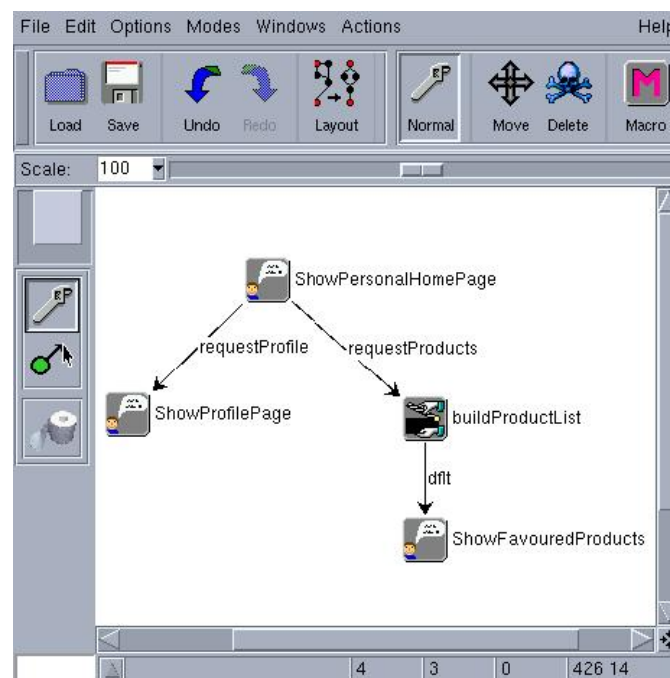 File Edit Options Modes Windows Actions Help
Load Save Undo Redo Layout Normal Move Delete Macro
Scale: 100
ShowPersonalHomePage
requestProfile requestProducts
ShowProfilePage buildProductList
dflt
ShowFavouredProducts
4 3 0 426 14